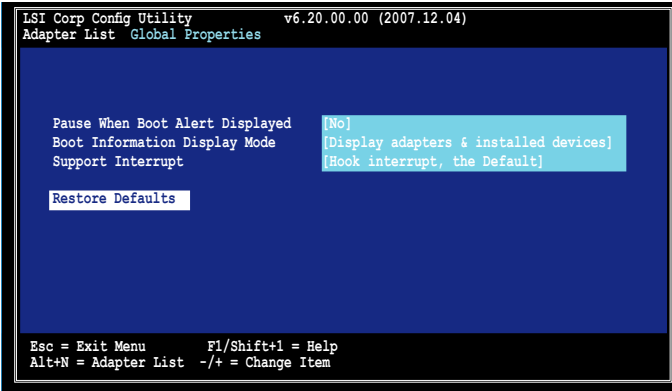 LSI Corp Config Utility v6.20.00.00 (2007.12.04)
Adapter List Global Properties
Pause When Boot Alert Displayed [No]
Boot Information Display Mode [Display adapters & installed devices]
Support Interrupt [Hook interrupt, the Default]
Restore Defaults
Esc = Exit Menu F1/Shift+1 = Help
Alt+N = Adapter List -/+ = Change Item